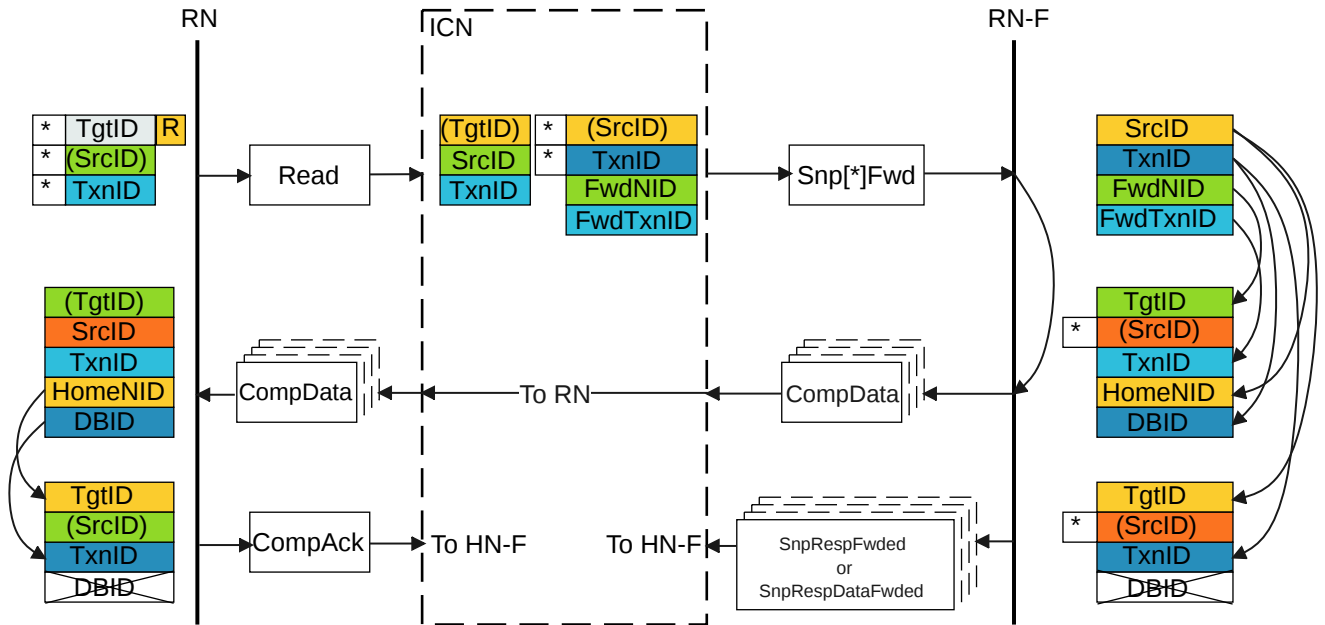 RN
ICN
RN-F
* TgtID R
* (SrcID)
* TxnID
Read
(TgtID)
SrcID
TxnID
* (SrcID)
* TxnID
FwdNID
FwdTxnID
Snp[*]Fwd
SrcID
TxnID
FwdNID
FwdTxnID
(TgtID)
SrcID
TxnID
HomeNID
DBID
CompData
To RN
CompData
TgtID
* (SrcID)
TxnID
HomeNID
DBID
TgtID
(SrcID)
TxnID
DBID
CompAck
To HN-F
To HN-F
SnpRespFwded
or
SnpRespDataFwded
TgtID
* (SrcID)
TxnID
DBID